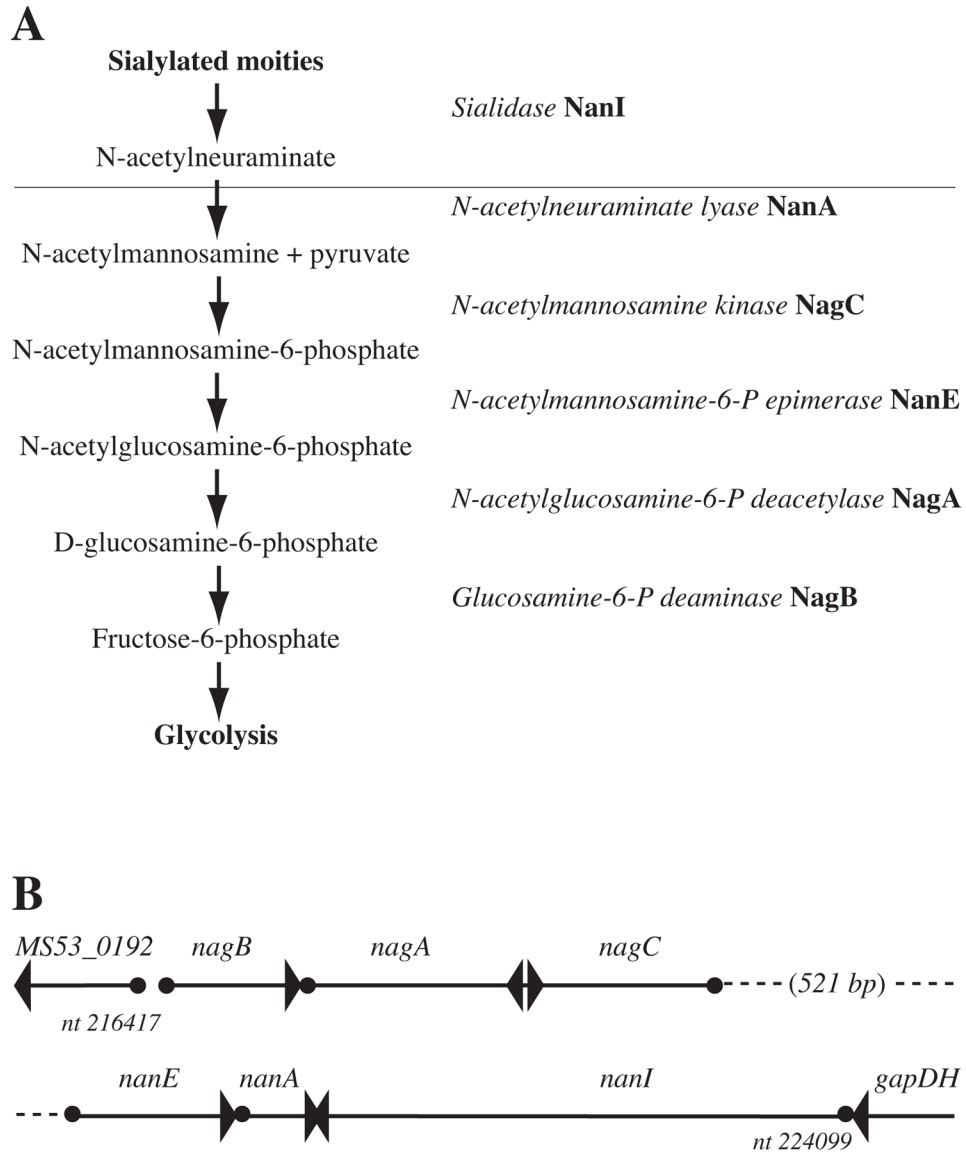 A
Sialylated moities
Sialidase NanI
N-acetylneuraminate
N-acetylneuraminate lyase NanA
N-acetylmannosamine + pyruvate
N-acetylmannosamine kinase NagC
N-acetylmannosamine-6-phosphate
N-acetylmannosamine-6-P epimerase NanE
N-acetylglucosamine-6-phosphate
N-acetylglucosamine-6-P deacetylase NagA
D-glucosamine-6-phosphate
Glucosamine-6-P deaminase NagB
Fructose-6-phosphate
Glycolysis
B
MS53_0192 nagB nagA nagC
(521 bp)
nt 216417
nanE nanA nanI gapDH
nt 224099